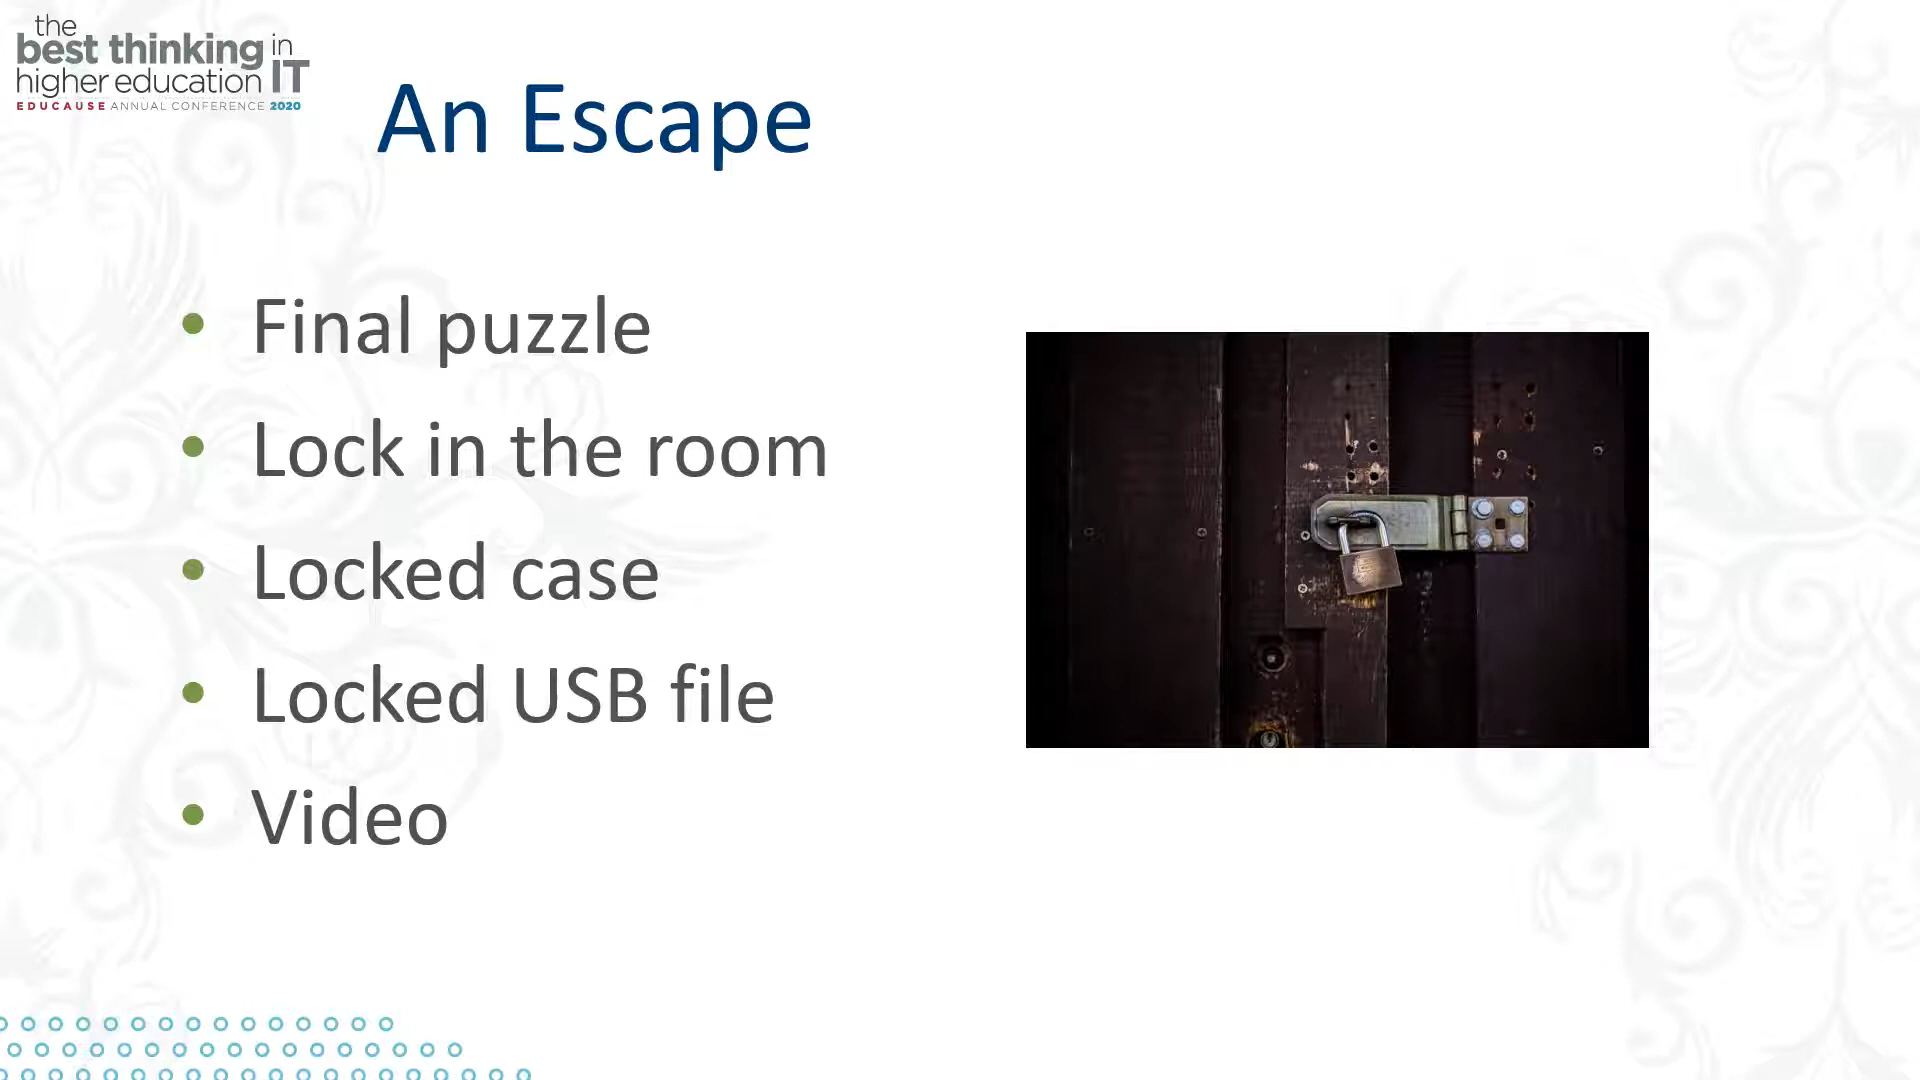 the
best thinking in
higher education IT
EDUCAUSE ANNUAL CONFERENCE 2020
An Escape
• Final puzzle
• Lock in the room
• Locked case
• Locked USB file
• Video